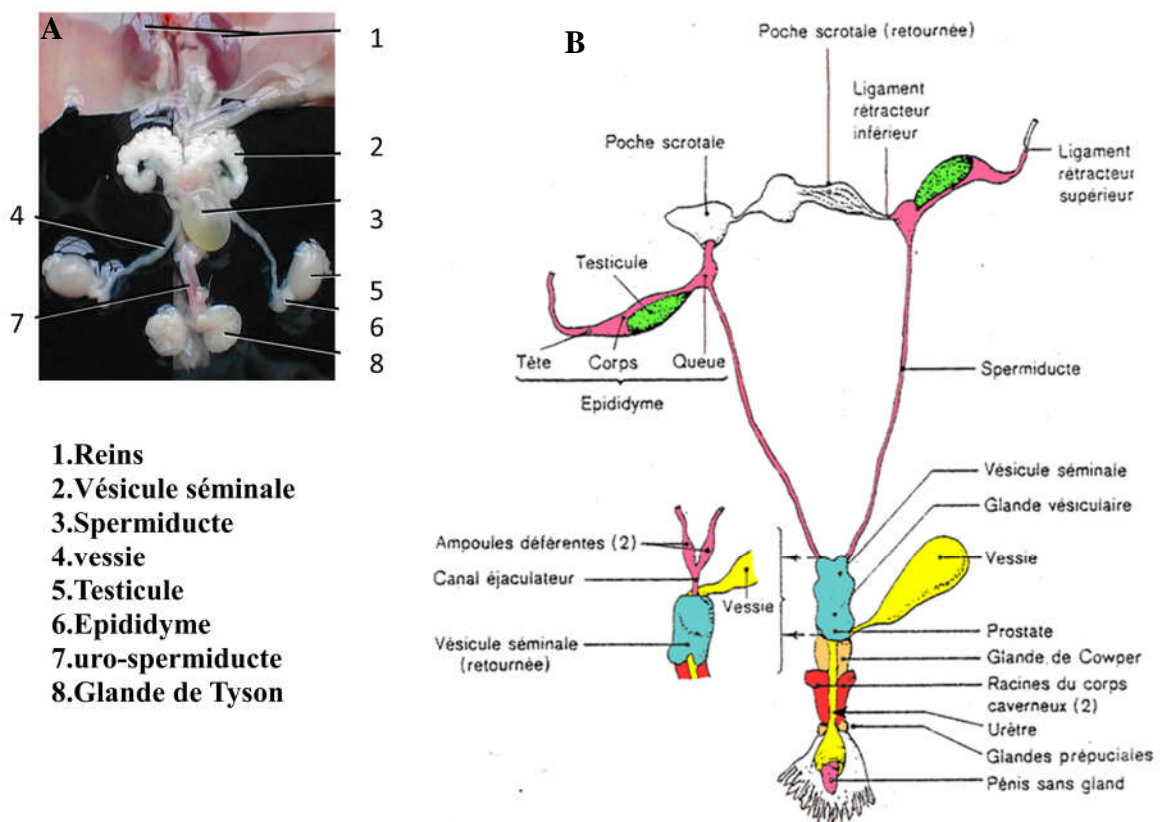 A
1
2
3
4
5
6
7
8
1.Reins
2.Vésicule séminale
3.Spermiducte
4.vessie
5.Testicule
6.Epididyme
7.uro-spermiducte
8.Glande de Tyson
B
Poche scrotale (retournée)
Ligament
rétracteur
inférieur
Poche scrotale
Ligament
rétracteur
supérieur
Testicule
Tête
Corps
Queue
Epididyme
Spermiducte
Vésicule séminale
Glande vésiculaire
Ampoules déférentes (2)
Canal éjaculateur
Vessie
Vessie
Vésicule séminale
(retournée)
Prostate
Glande de Cowper
Racines du corps
caverneux (2)
Urètre
Glandes prépuciales
Pénis sans gland